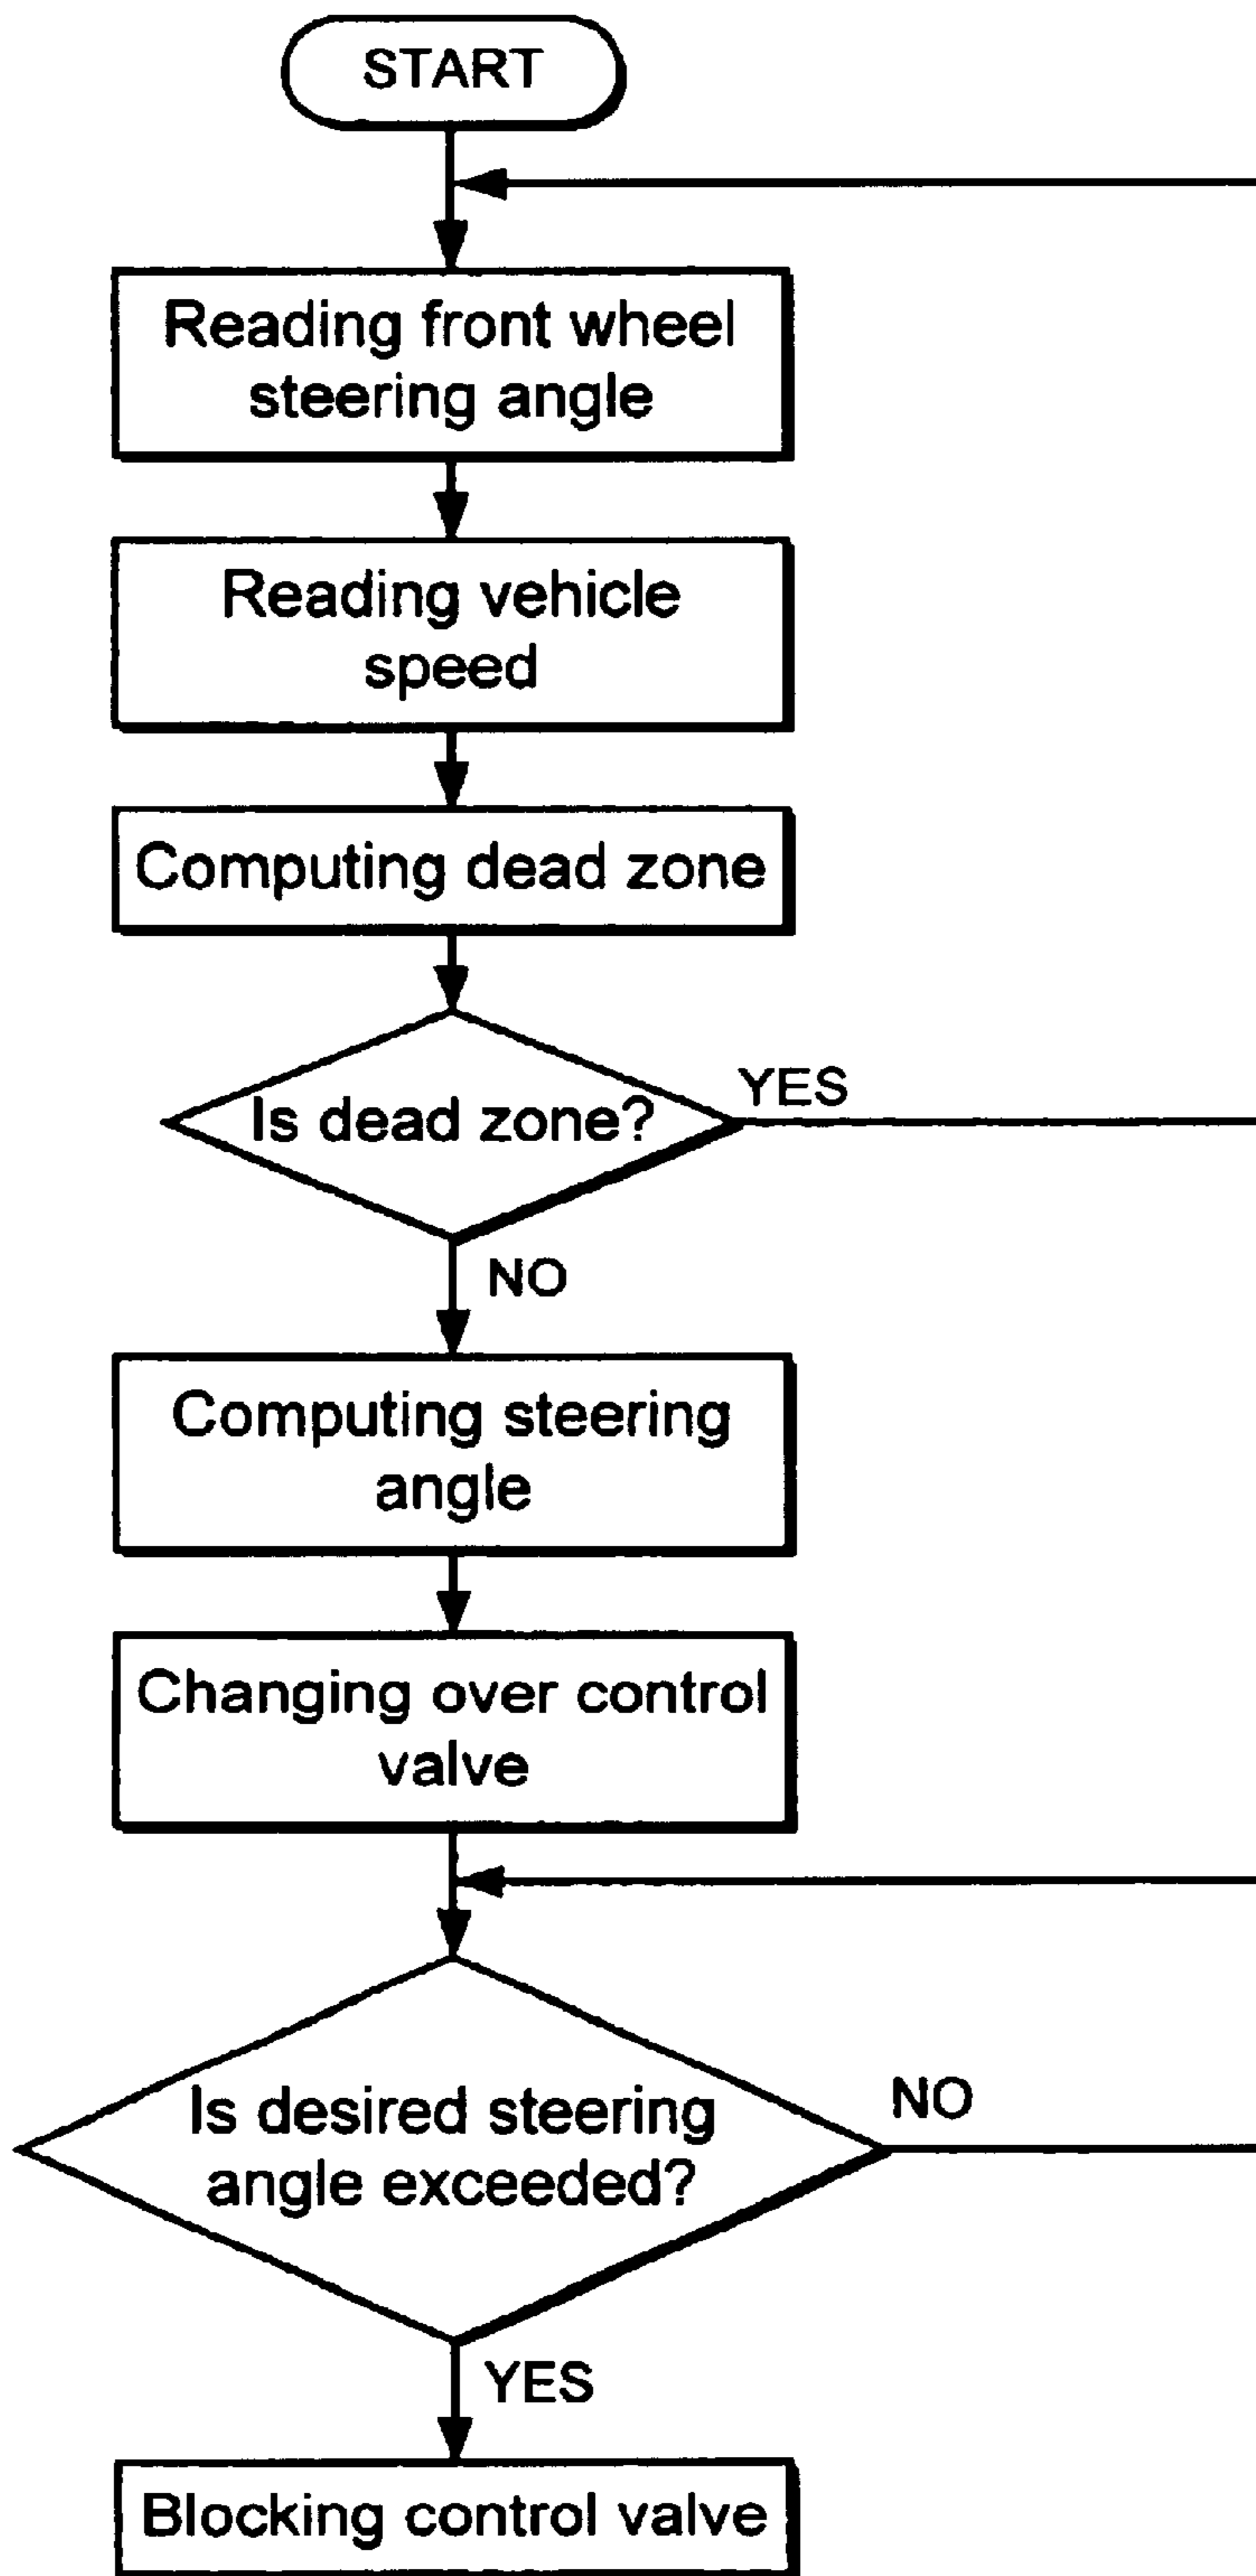 START
Reading front wheel
steering angle
Reading vehicle
speed
Computing dead zone
Is dead zone?
YES
NO
Computing steering
angle
Changing over control
valve
Is desired steering
angle exceeded?
NO
YES
Blocking control valve